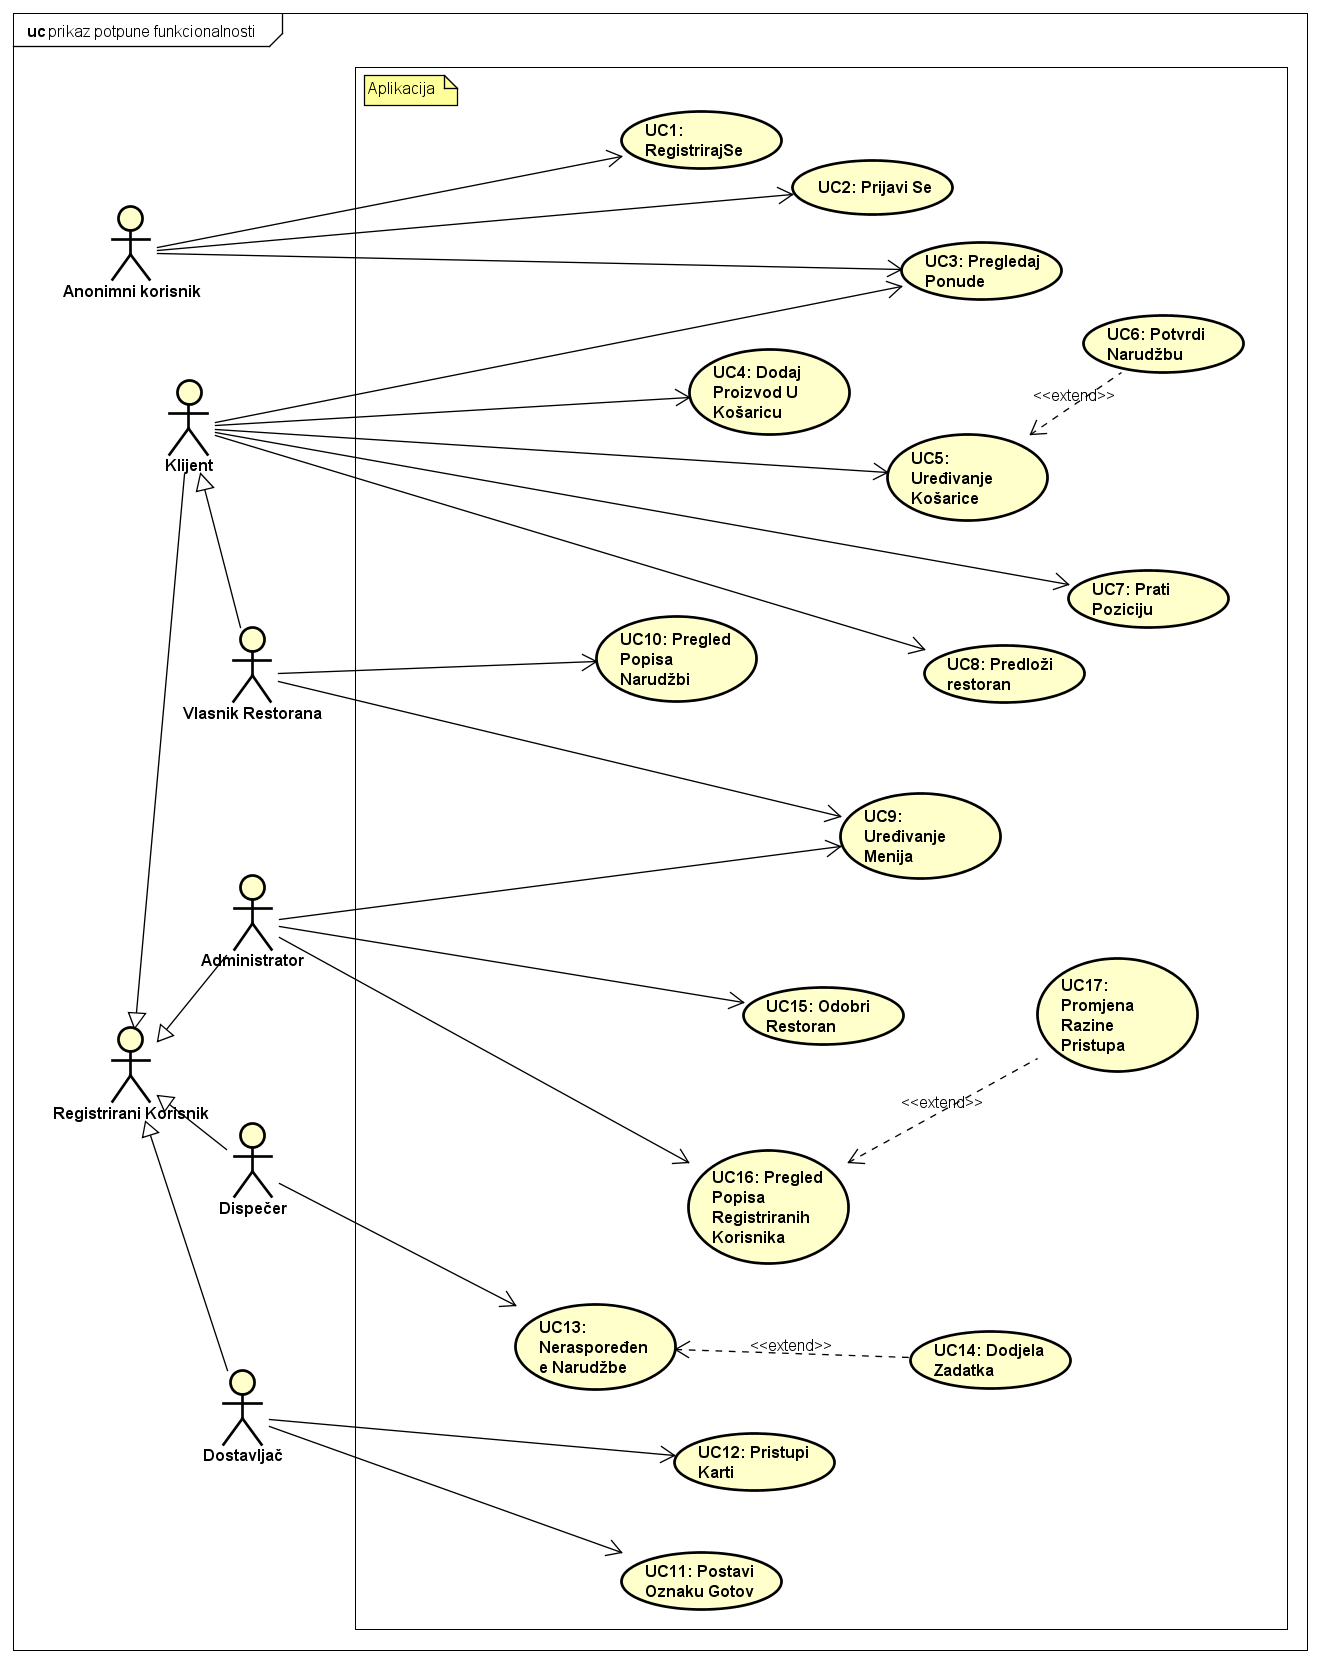 uc prikaz potpune funkcionalnosti
Aplikacija
UC1:
RegistrirajSe
UC2: Prijavi Se
Anonimni korisnik
UC3: Pregledaj
Ponude
UC6: Potvrdi
Narudžbu
<<extend>>
UC4: Dodaj
Proizvod U
Košaricu
Klijent
UC5:
Uređivanje
Košarice
UC7: Prati
Poziciju
UC10: Pregled
Popisa
Narudžbi
UC8: Predloži
restoran
Vlasnik Restorana
UC9:
Uređivanje
Menija
Administrator
UC15: Odobri
Restoran
UC17:
Promjena
Razine
Pristupa
<<extend>>
Registrirani Korisnik
UC16: Pregled
Popisa
Registriranih
Korisnika
Dispečer
UC13:
Neraspoređen
e Narudžbe
<<extend>>
UC14: Dodjela
Zadatka
Dostavljač
UC12: Pristupi
Karti
UC11: Postavi
Oznaku Gotov